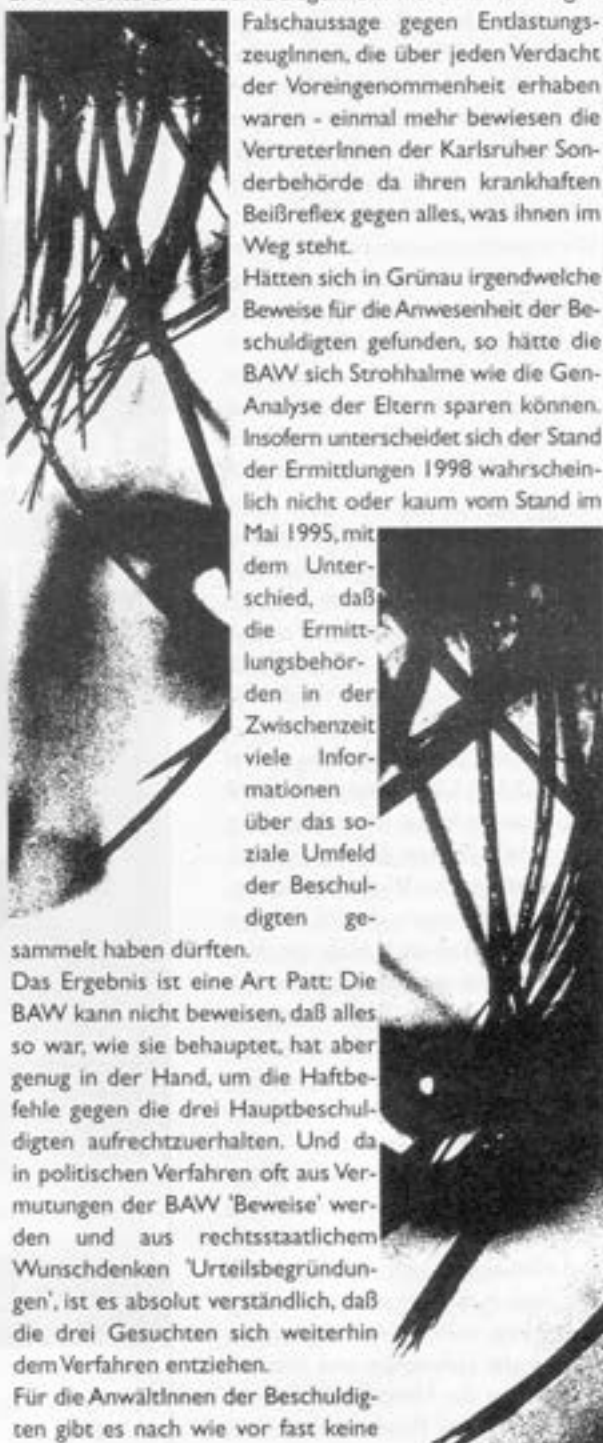 Falschaussage gegen Entlastungs-
zeugInnen, die über jeden Verdacht
der Voreingenommenheit erhaben
waren - einmal mehr bewiesen die
VertreterInnen der Karlsruher Son-
derbehörde da ihren krankhaften
Beißreflex gegen alles, was ihnen im
Weg steht.
Hätten sich in Grünau irgendwelche
Beweise für die Anwesenheit der Be-
schuldigten gefunden, so hätte die
BAW sich Strohhalme wie die Gen-
Analyse der Eltern sparen können.
Insofern unterscheidet sich der Stand
der Ermittlungen 1998 wahrschein-
lich nicht oder kaum vom Stand im
Mai 1995, mit
dem Unter-
schied, daß
die Ermitt-
lungsbehör-
den in der
Zwischenzeit
viele Infor-
mationen
über das so-
ziale Umfeld
der Beschul-
digten ge-
sammelt haben dürften.
Das Ergebnis ist eine Art Patt: Die
BAW kann nicht beweisen, daß alles
so war, wie sie behauptet, hat aber
genug in der Hand, um die Haftbe-
fehle gegen die drei Hauptbeschul-
digten aufrechtzuerhalten. Und da
in politischen Verfahren oft aus Ver-
mutungen der BAW 'Beweise' wer-
den und aus rechtsstaatlichem
Wunschdenken 'Urteilsbegründun-
gen', ist es absolut verständlich, daß
die drei Gesuchten sich weiterhin
dem Verfahren entziehen.
Für die AnwältInnen der Beschuldig-
ten gibt es nach wie vor fast keine